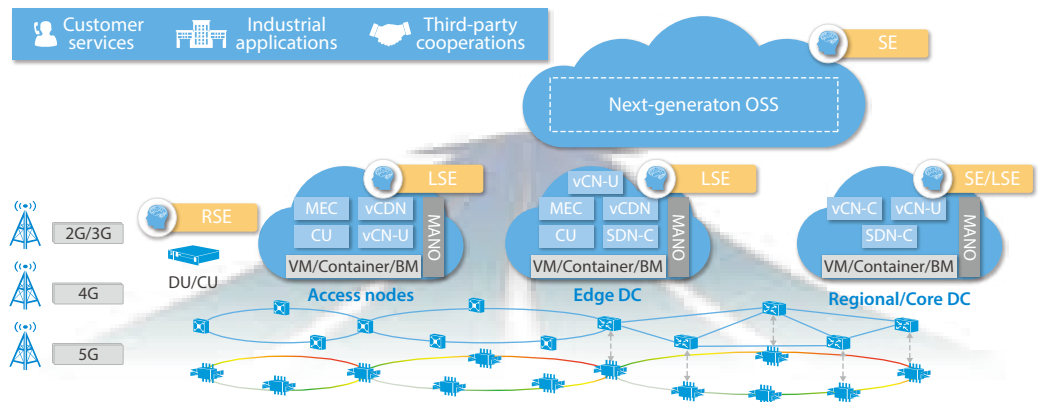 Customer
services
Industrial
applications
Third-party
cooperations
SE
Next-generaton OSS
LSE
LSE
SE/LSE
RSE
2G/3G
4G
5G
DU/CU
MEC
vCDN
CU
vCN-U
MANO
VM/Container/BM
Access nodes
vCN-U
MEC
vCDN
CU
SDN-C
MANO
VM/Container/BM
Edge DC
vCN-C
vCN-U
SDN-C
MANO
VM/Container/BM
Regional/Core DC